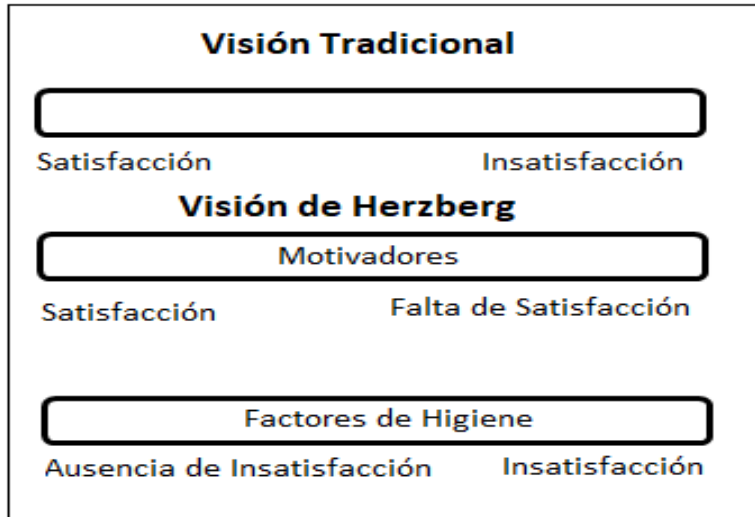 Visión Tradicional
Satisfacción Insatisfacción
Visión de Herzberg
Motivadores
Satisfacción Falta de Satisfacción
Factores de Higiene
Ausencia de Insatisfacción Insatisfacción